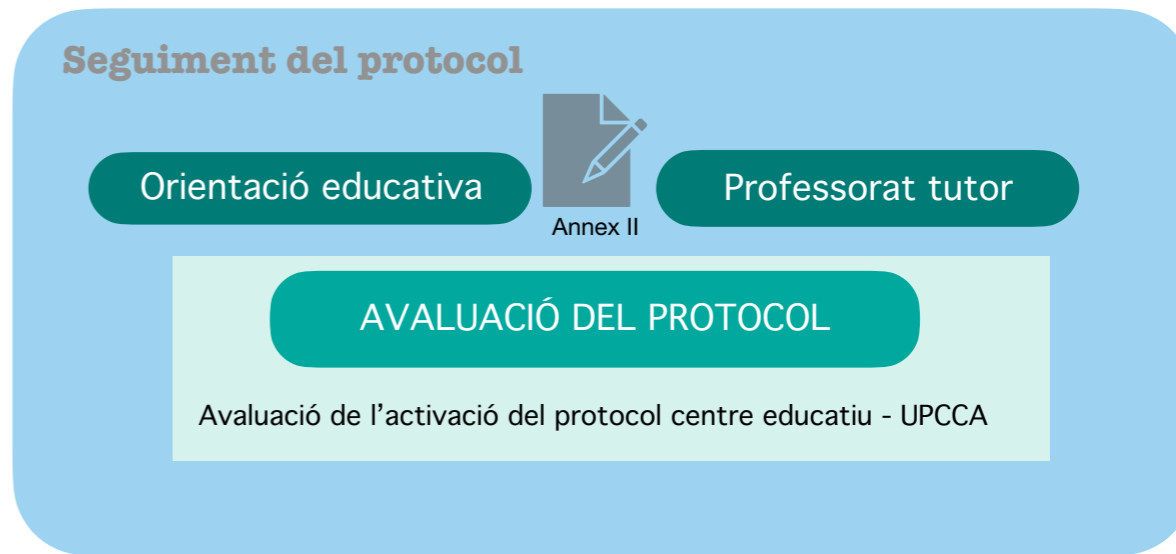 Seguiment del protocol
Orientació educativa
Annex II
Professorat tutor
AVALUACIÓ DEL PROTOCOL
Avaluació de l’activació del protocol centre educatiu - UPCCA